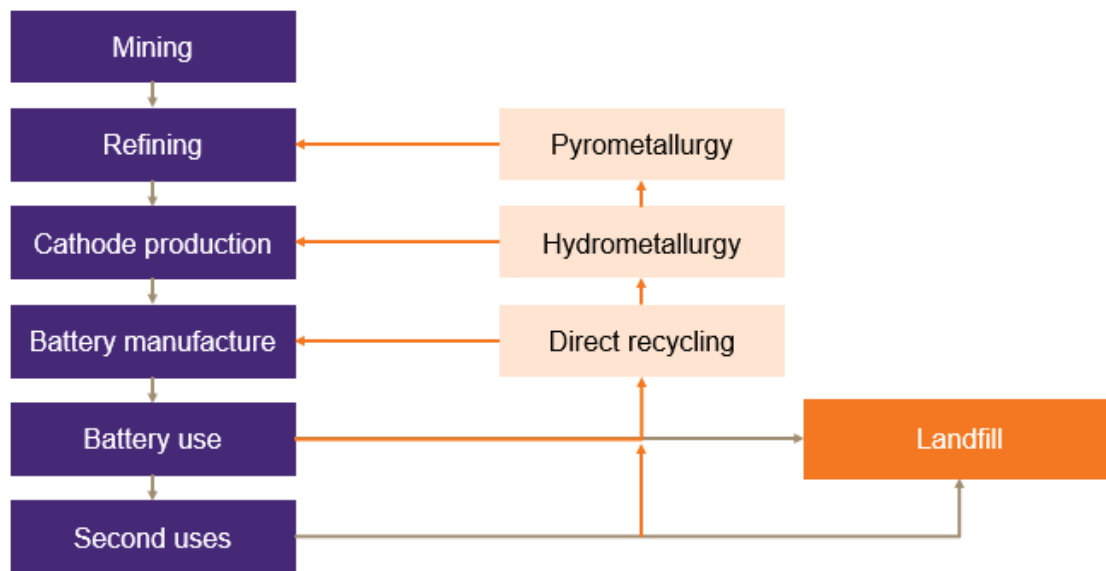 Mining
Refining
Pyrometallurgy
Cathode production
Hydrometallurgy
Battery manufacture
Direct recycling
Battery use
Landfill
Second uses